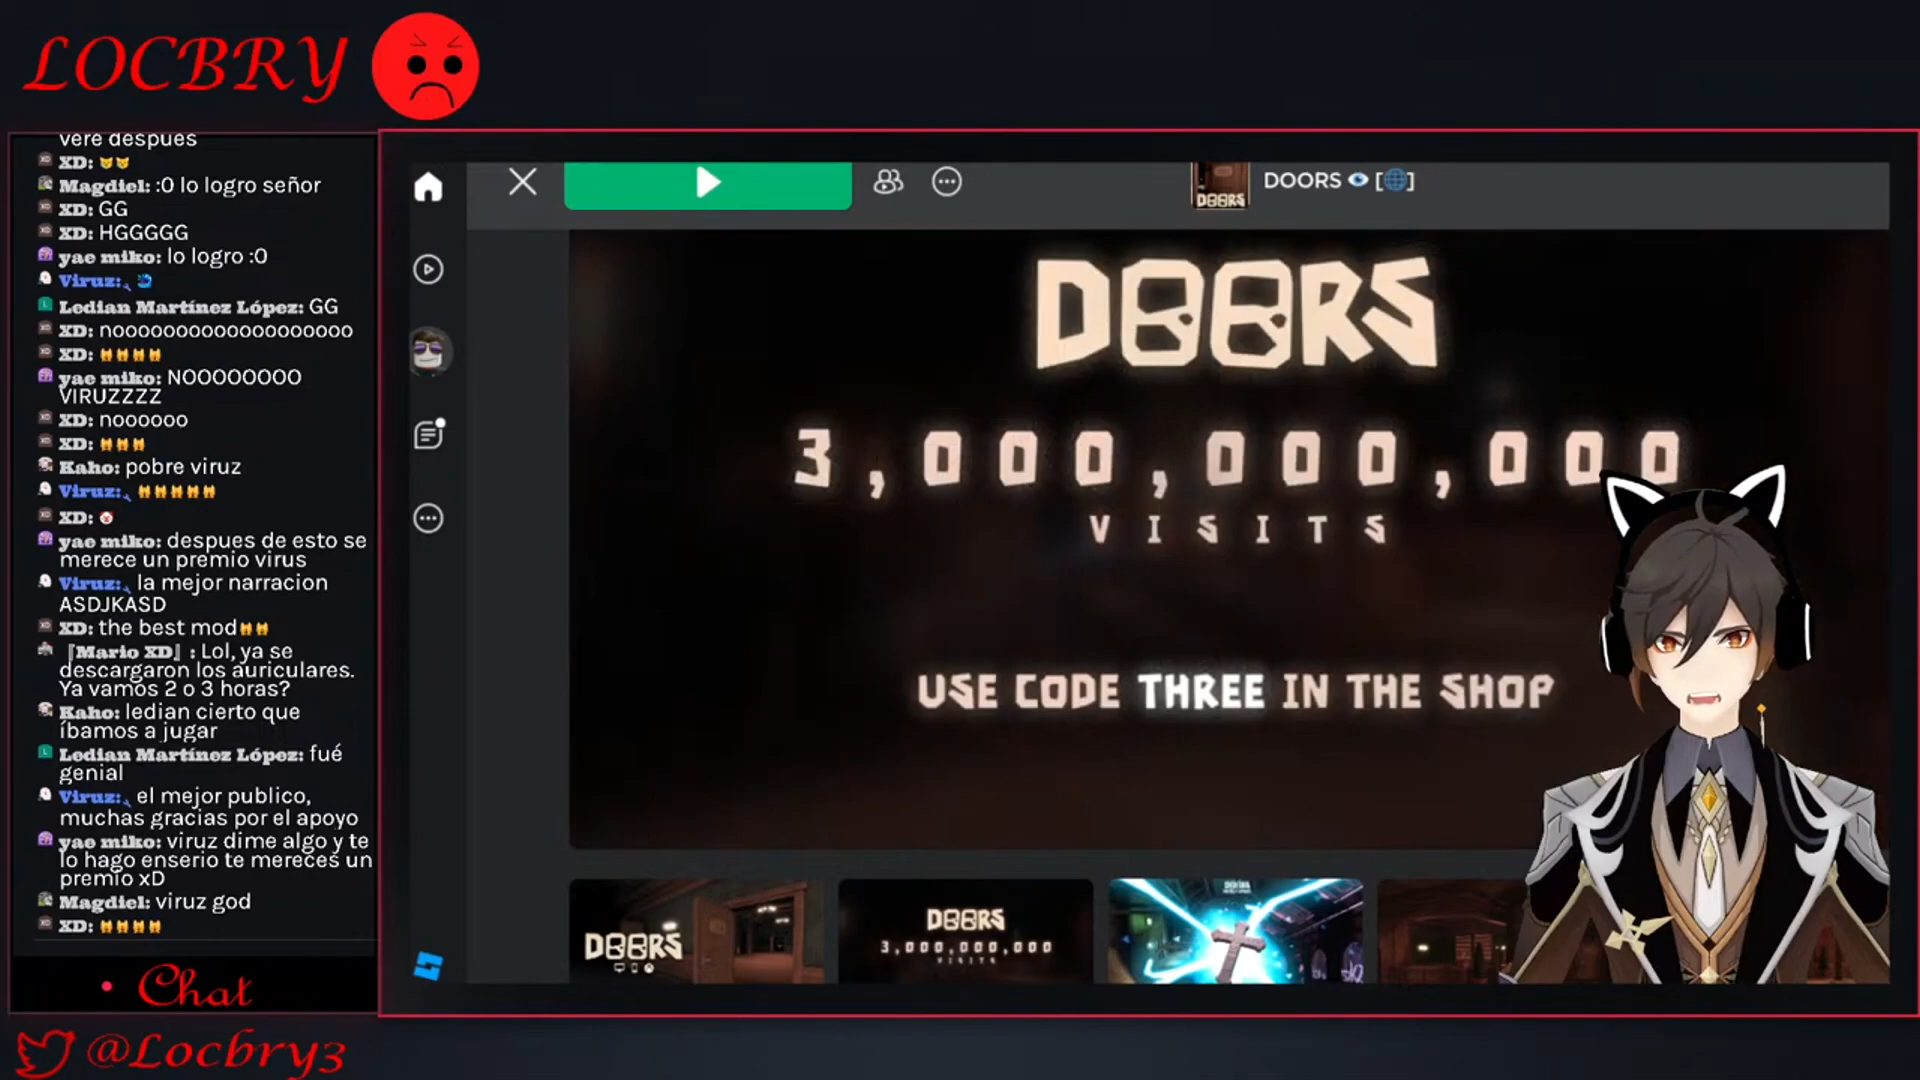 LOCBRY
vere despues
XD:
Magdiel: :0 lo logro señor
XD: GG
XD: HGGGGG
yae miko: lo logro :0
Viruz:
Ledian Martínez López: GG
XD: noooooooooooooooooo
XD:
yae miko: NOOOOOOOO
VIRUZZZZ
XD: noooooo
XD:
Kaho: pobre viruz
Viruz:
XD:
yae miko: despues de esto se
merece un premio virus
Viruz: la mejor narracion
ASDJKASD
XD: the best mod
『Mario XD』: Lol, ya se
descargaron los auriculares.
Ya vamos 2 o 3 horas?
Kaho: ledian cierto que
íbamos a jugar
Ledian Martínez López: fué
genial
Viruz: el mejor publico,
muchas gracias por el apoyo
yae miko: viruz dime algo y te
lo hago enserio te mereces un
premio xD
Magdiel: viruz god
XD:
• Chat
@Locbry3
DOORS
DOORS 👁 [🌐]
DOORS
3,000,000,000
VISITS
USE CODE THREE IN THE SHOP
DOORS
DOORS
3,000,000,000
VISITS